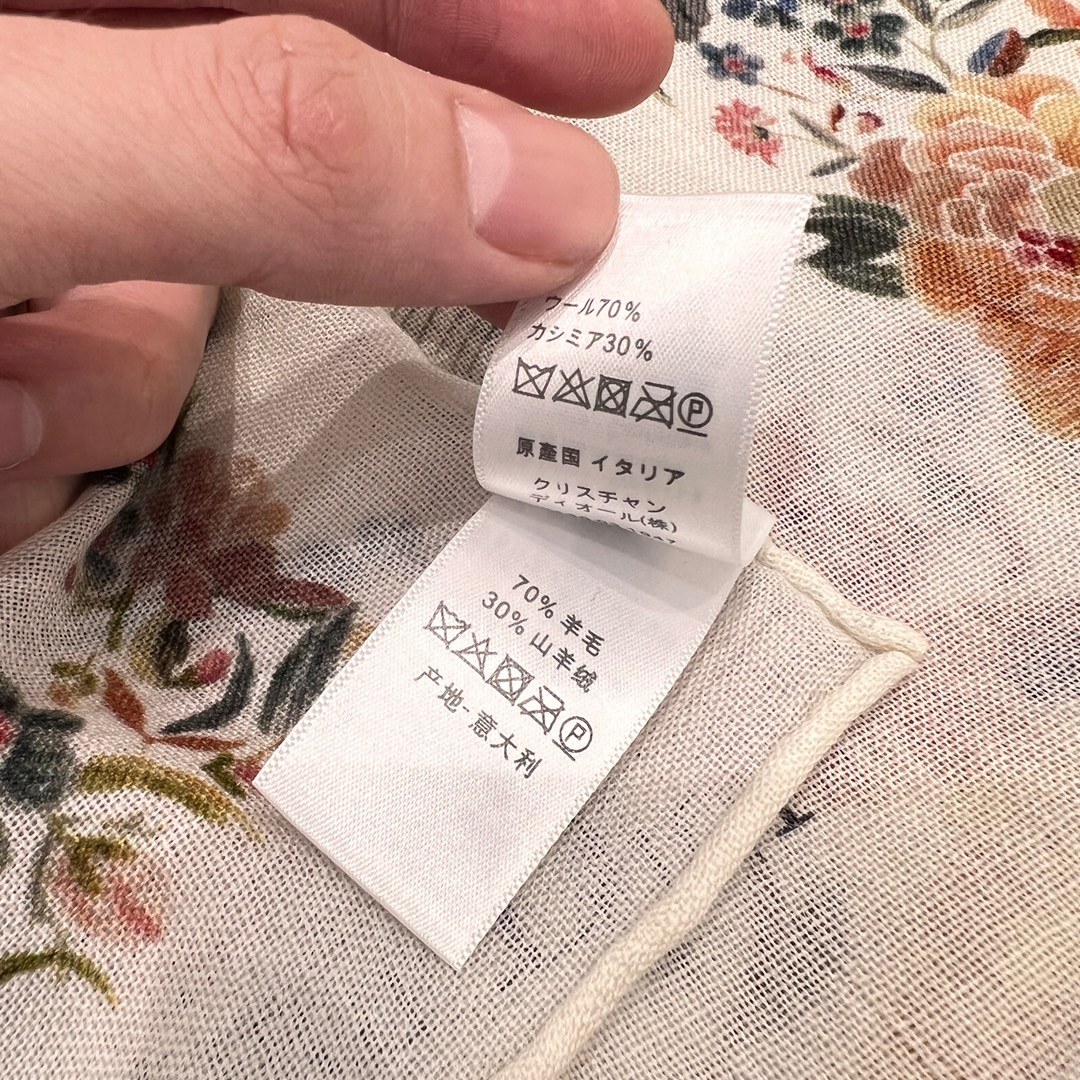 ウール70%
カシミア30%
P
原産国 イタリア
クリスチャン
ディオール(株)
70% 羊毛
30% 山羊绒
P
产地-意大利